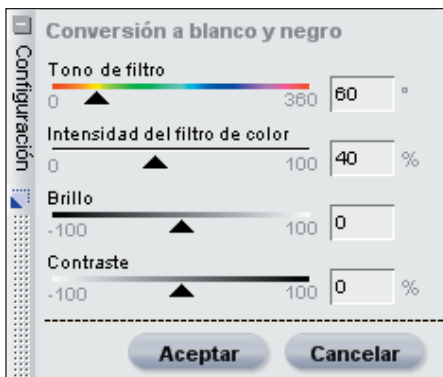 Configuración
Conversión a blanco y negro
Tono de filtro
0 360 60 °
Intensidad del filtro de color
0 100 40 %
Brillo
-100 100 0
Contraste
-100 100 0 %
Aceptar Cancelar